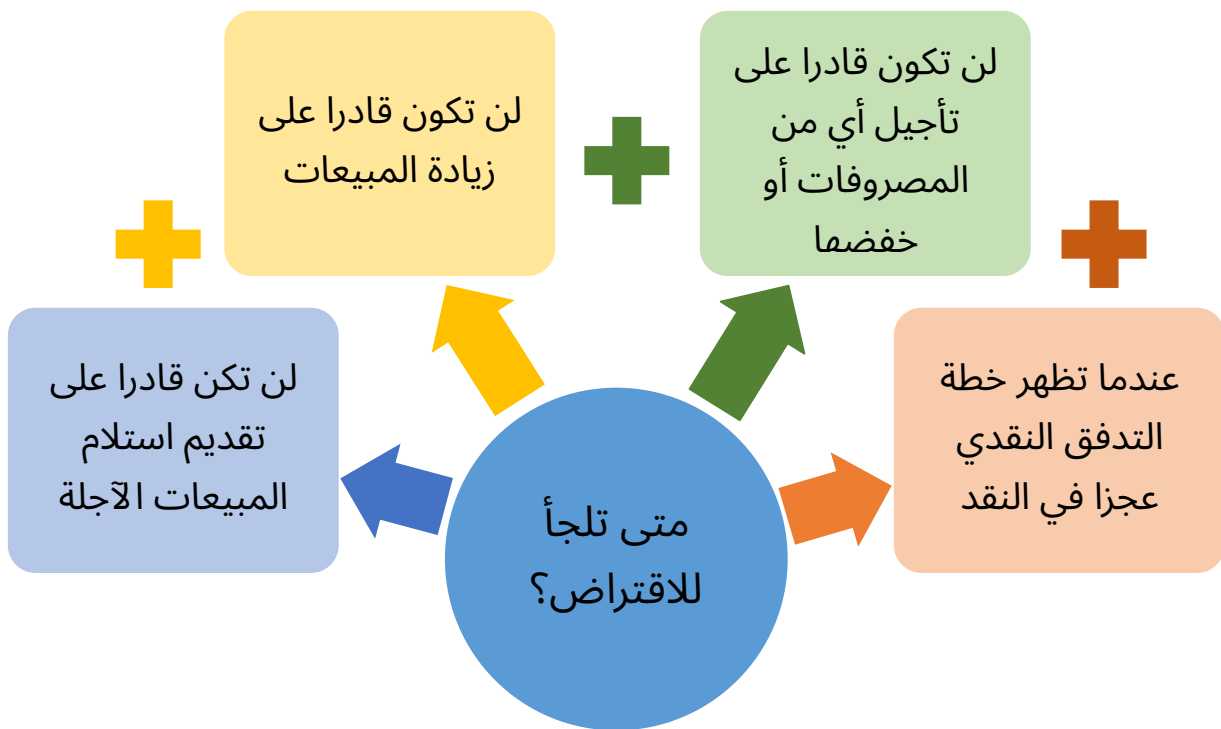 عندما تظهر خطة
التدفق النقدي
عجزا في النقد
لن تكون قادرا على
تأجيل أي من
المصروفات أو
خفضها
لن تكون قادرا على
زيادة المبيعات
لن تكن قادرا على
تقديم استلام
المبيعات الآجلة
متى تلجأ
للاقتراض؟